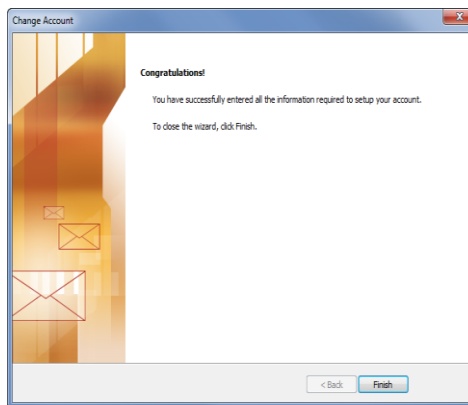 Change Account
Congratulations!
You have successfully entered all the information required to setup your account.
To close the wizard, click Finish.
< Back
Finish